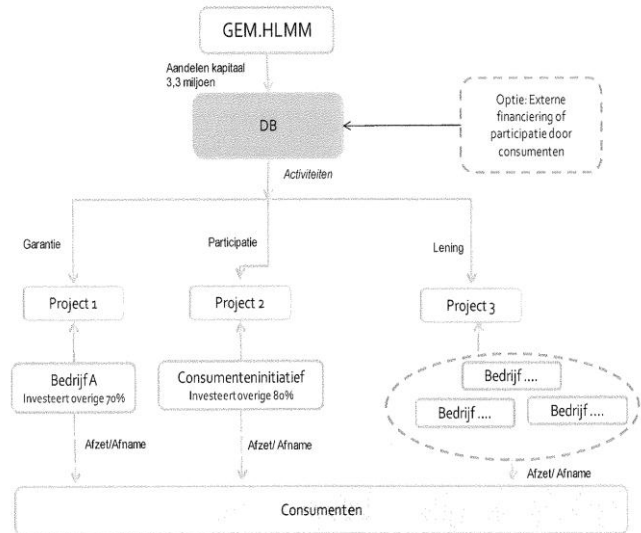 GEM.HLMM
Aandelen kapitaal
3,3 miljoen
DB
Optie: Externe
financiering of
participatie door
consumenten
Activiteiten
Garantie
Participatie
Lening
Project 1
Project 2
Project 3
Bedrijf A
Investeert overige 70%
Consumenteninitiatief
Investeert overige 80%
Bedrijf ....
Bedrijf ....
Bedrijf ....
Afzet/Afname
Afzet/ Afname
Afzet/ Afname
Consumenten